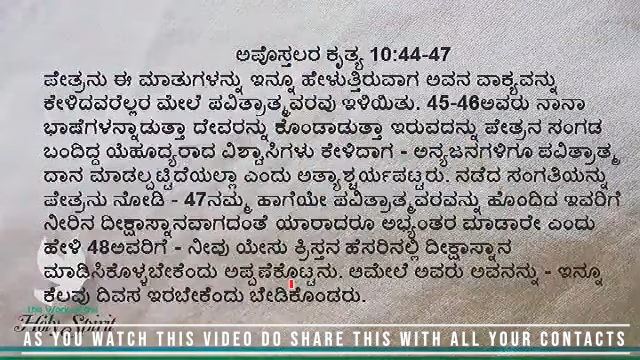 ಅಪೊಸ್ತಲರ ಕೃತ್ಯ 10:44-47
ಪೇತ್ರನು ಈ ಮಾತುಗಳನ್ನು ಇನ್ನೂ ಹೇಳುತ್ತಿರುವಾಗ ಅವನ ವಾಕ್ಯವನ್ನು
ಕೇಳಿದವರೆಲ್ಲರ ಮೇಲೆ ಪವಿತ್ರಾತ್ಮವರವು ಇಳಿಯಿತು. 45-46ಅವರು ನಾನಾ
ಭಾಷೆಗಳನ್ನಾಡುತ್ತಾ ದೇವರನ್ನು ಕೊಂಡಾಡುತ್ತಾ ಇರುವದನ್ನು ಪೇತ್ರನ ಸಂಗಡ
ಬಂದಿದ್ದ ಯೆಹೂದ್ಯರಾದ ವಿಶ್ವಾಸಿಗಳು ಕೇಳಿದಾಗ - ಅನ್ಯಜನಗಳಿಗೂ ಪವಿತ್ರಾತ್ಮ
ದಾನ ಮಾಡಲ್ಪಟ್ಟಿದೆಯಲ್ಲಾ ಎಂದು ಅತ್ಯಾಶ್ಚರ್ಯಪಟ್ಟರು. ನಡೆದ ಸಂಗತಿಯನ್ನು
ಪೇತ್ರನು ನೋಡಿ - 47ನಮ್ಮ ಹಾಗೆಯೇ ಪವಿತ್ರಾತ್ಮವರವನ್ನು ಹೊಂದಿದ ಇವರಿಗೆ
ನೀರಿನ ದೀಕ್ಷಾಸ್ನಾನವಾಗದಂತೆ ಯಾರಾದರೂ ಅಭ್ಯಂತರ ಮಾಡಾರೇ ಎಂದು
ಹೇಳಿ 48ಅವರಿಗೆ - ನೀವು ಯೇಸು ಕ್ರಿಸ್ತನ ಹೆಸರಿನಲ್ಲಿ ದೀಕ್ಷಾಸ್ನಾನ
ಮಾಡಿಸಿಕೊಳ್ಳಬೇಕೆಂದು ಅಪ್ಪಣೆಕೊಟ್ಟನು. ಆಮೇಲೆ ಅವರು ಅವನನ್ನು - ಇನ್ನೂ
ಕೆಲವು ದಿವಸ ಇರಬೇಕೆಂದು ಬೇಡಿಕೊಂಡರು.
Holy Spirit
AS YOU WATCH THIS VIDEO DO SHARE THIS WITH ALL YOUR CONTACTS